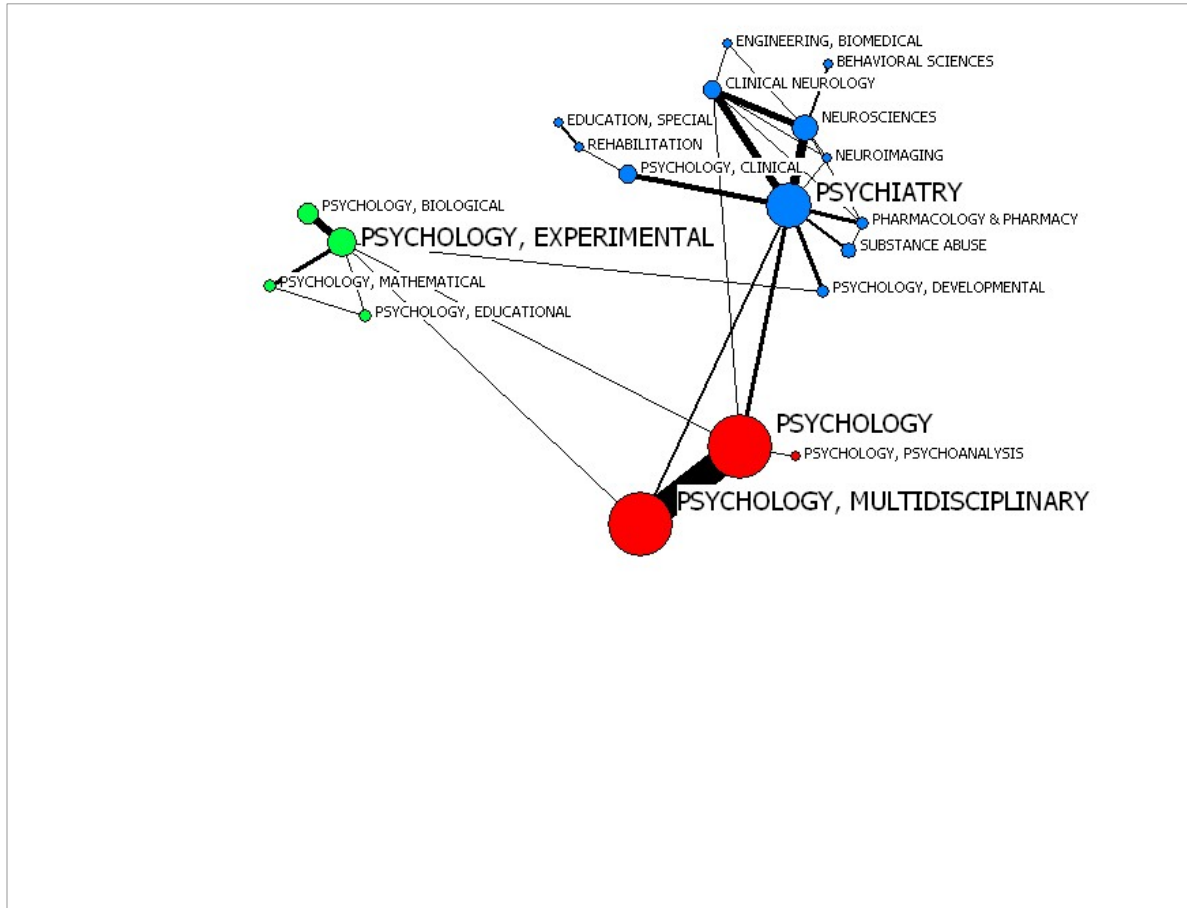 ENGINEERING, BIOMEDICAL
BEHAVIORAL SCIENCES
CLINICAL NEUROLOGY
EDUCATION, SPECIAL
NEUROSCIENCES
REHABILITATION
NEUROIMAGING
PSYCHOLOGY, CLINICAL
PSYCHIATRY
PSYCHOLOGY, BIOLOGICAL
PHARMACOLOGY & PHARMACY
PSYCHOLOGY, EXPERIMENTAL
SUBSTANCE ABUSE
PSYCHOLOGY, MATHEMATICAL
PSYCHOLOGY, DEVELOPMENTAL
PSYCHOLOGY, EDUCATIONAL
PSYCHOLOGY
PSYCHOLOGY, PSYCHOANALYSIS
PSYCHOLOGY, MULTIDISCIPLINARY